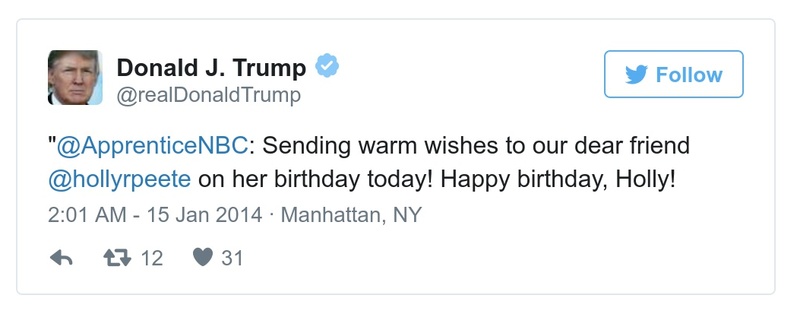 Donald J. Trump
@realDonaldTrump
Follow
"@ApprenticeNBC: Sending warm wishes to our dear friend
@hollyrpeete on her birthday today! Happy birthday, Holly!
2:01 AM - 15 Jan 2014 · Manhattan, NY
12 31